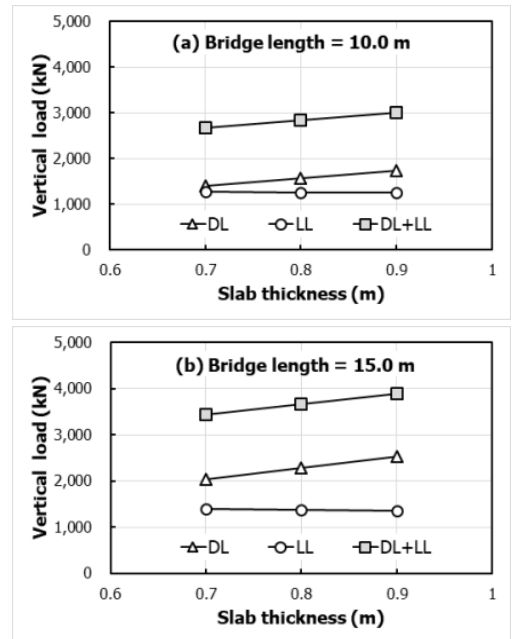 (a) Bridge length = 10.0 m
Vertical load (kN)
5,000
4,000
3,000
2,000
1,000
0
DL LL DL+LL
0.6 0.7 0.8 0.9 1
Slab thickness (m)
(b) Bridge length = 15.0 m
Vertical load (kN)
5,000
4,000
3,000
2,000
1,000
0
DL LL DL+LL
0.6 0.7 0.8 0.9 1
Slab thickness (m)